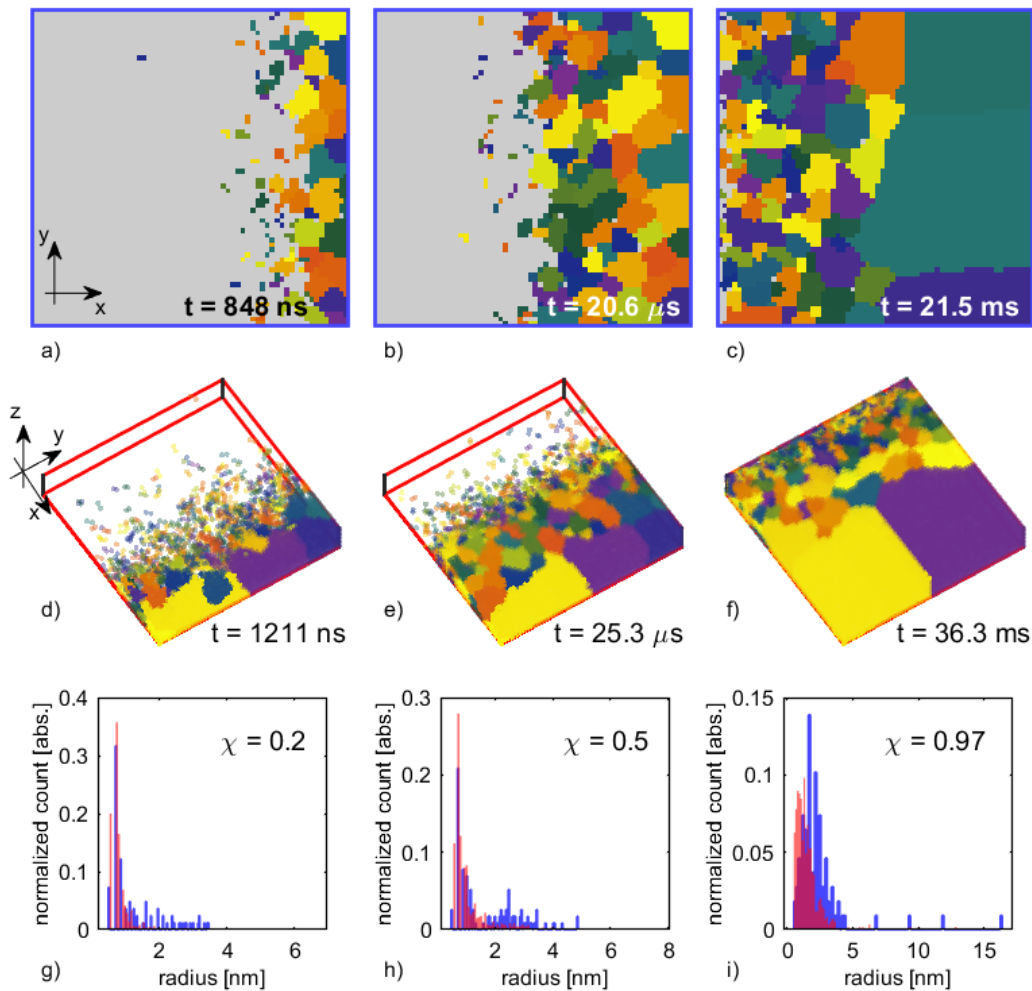 y
x
t = 848 ns
t = 20.6 μs
t = 21.5 ms
a)
b)
c)
z
y
x
d)
e)
f)
t = 1211 ns
t = 25.3 μs
t = 36.3 ms
normalized count [abs.]
0.4
0.3
0.2
0.1
0
χ = 0.2
2
4
6
radius [nm]
g)
normalized count [abs.]
0.3
0.2
0.1
0
χ = 0.5
0
2
4
6
8
radius [nm]
h)
normalized count [abs.]
0.15
0.1
0.05
0
χ = 0.97
0
5
10
15
radius [nm]
i)